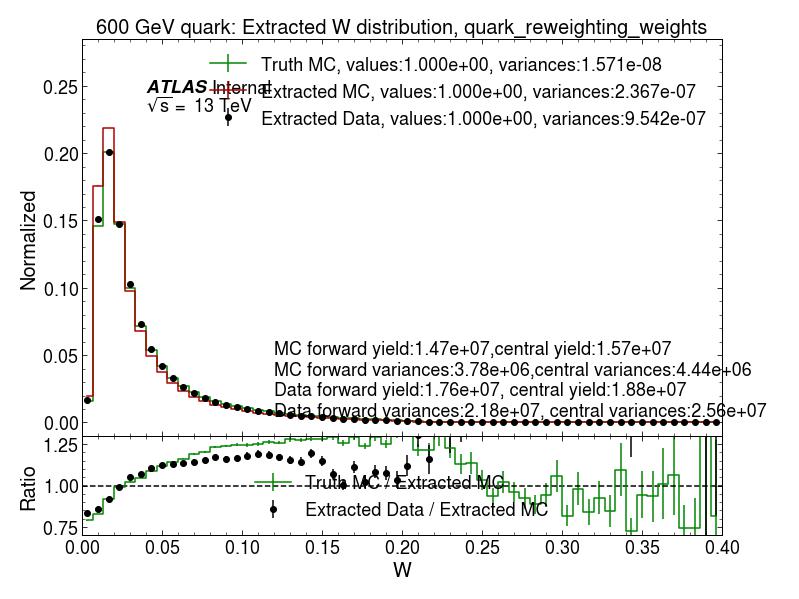 600 GeV quark: Extracted W distribution, quark_reweighting_weights
Truth MC, values:1.000e+00, variances:1.571e-08
ATLAS Internal
Extracted MC, values:1.000e+00, variances:2.367e-07
√s = 13 TeV
Extracted Data, values:1.000e+00, variances:9.542e-07
0.25
0.20
0.15
0.10
0.05
0.00
Normalized
MC forward yield:1.47e+07,central yield:1.57e+07
MC forward variances:3.78e+06,central variances:4.44e+06
Data forward yield:1.76e+07, central yield:1.88e+07
Data forward variances:2.18e+07, central variances:2.56e+07
1.25
1.00
0.75
Ratio
Truth MC / Extracted MC
Extracted Data / Extracted MC
0.00 0.05 0.10 0.15 0.20 0.25 0.30 0.35 0.40
W